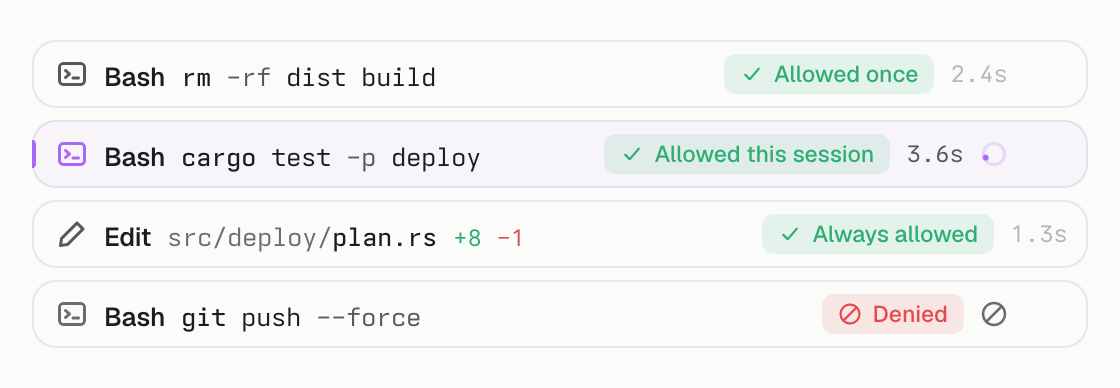 Bash rm -rf dist build Allowed once 2.4s
Bash cargo test -p deploy Allowed this session 3.6s
Edit src/deploy/plan.rs +8 −1 Always allowed 1.3s
Bash git push --force Denied